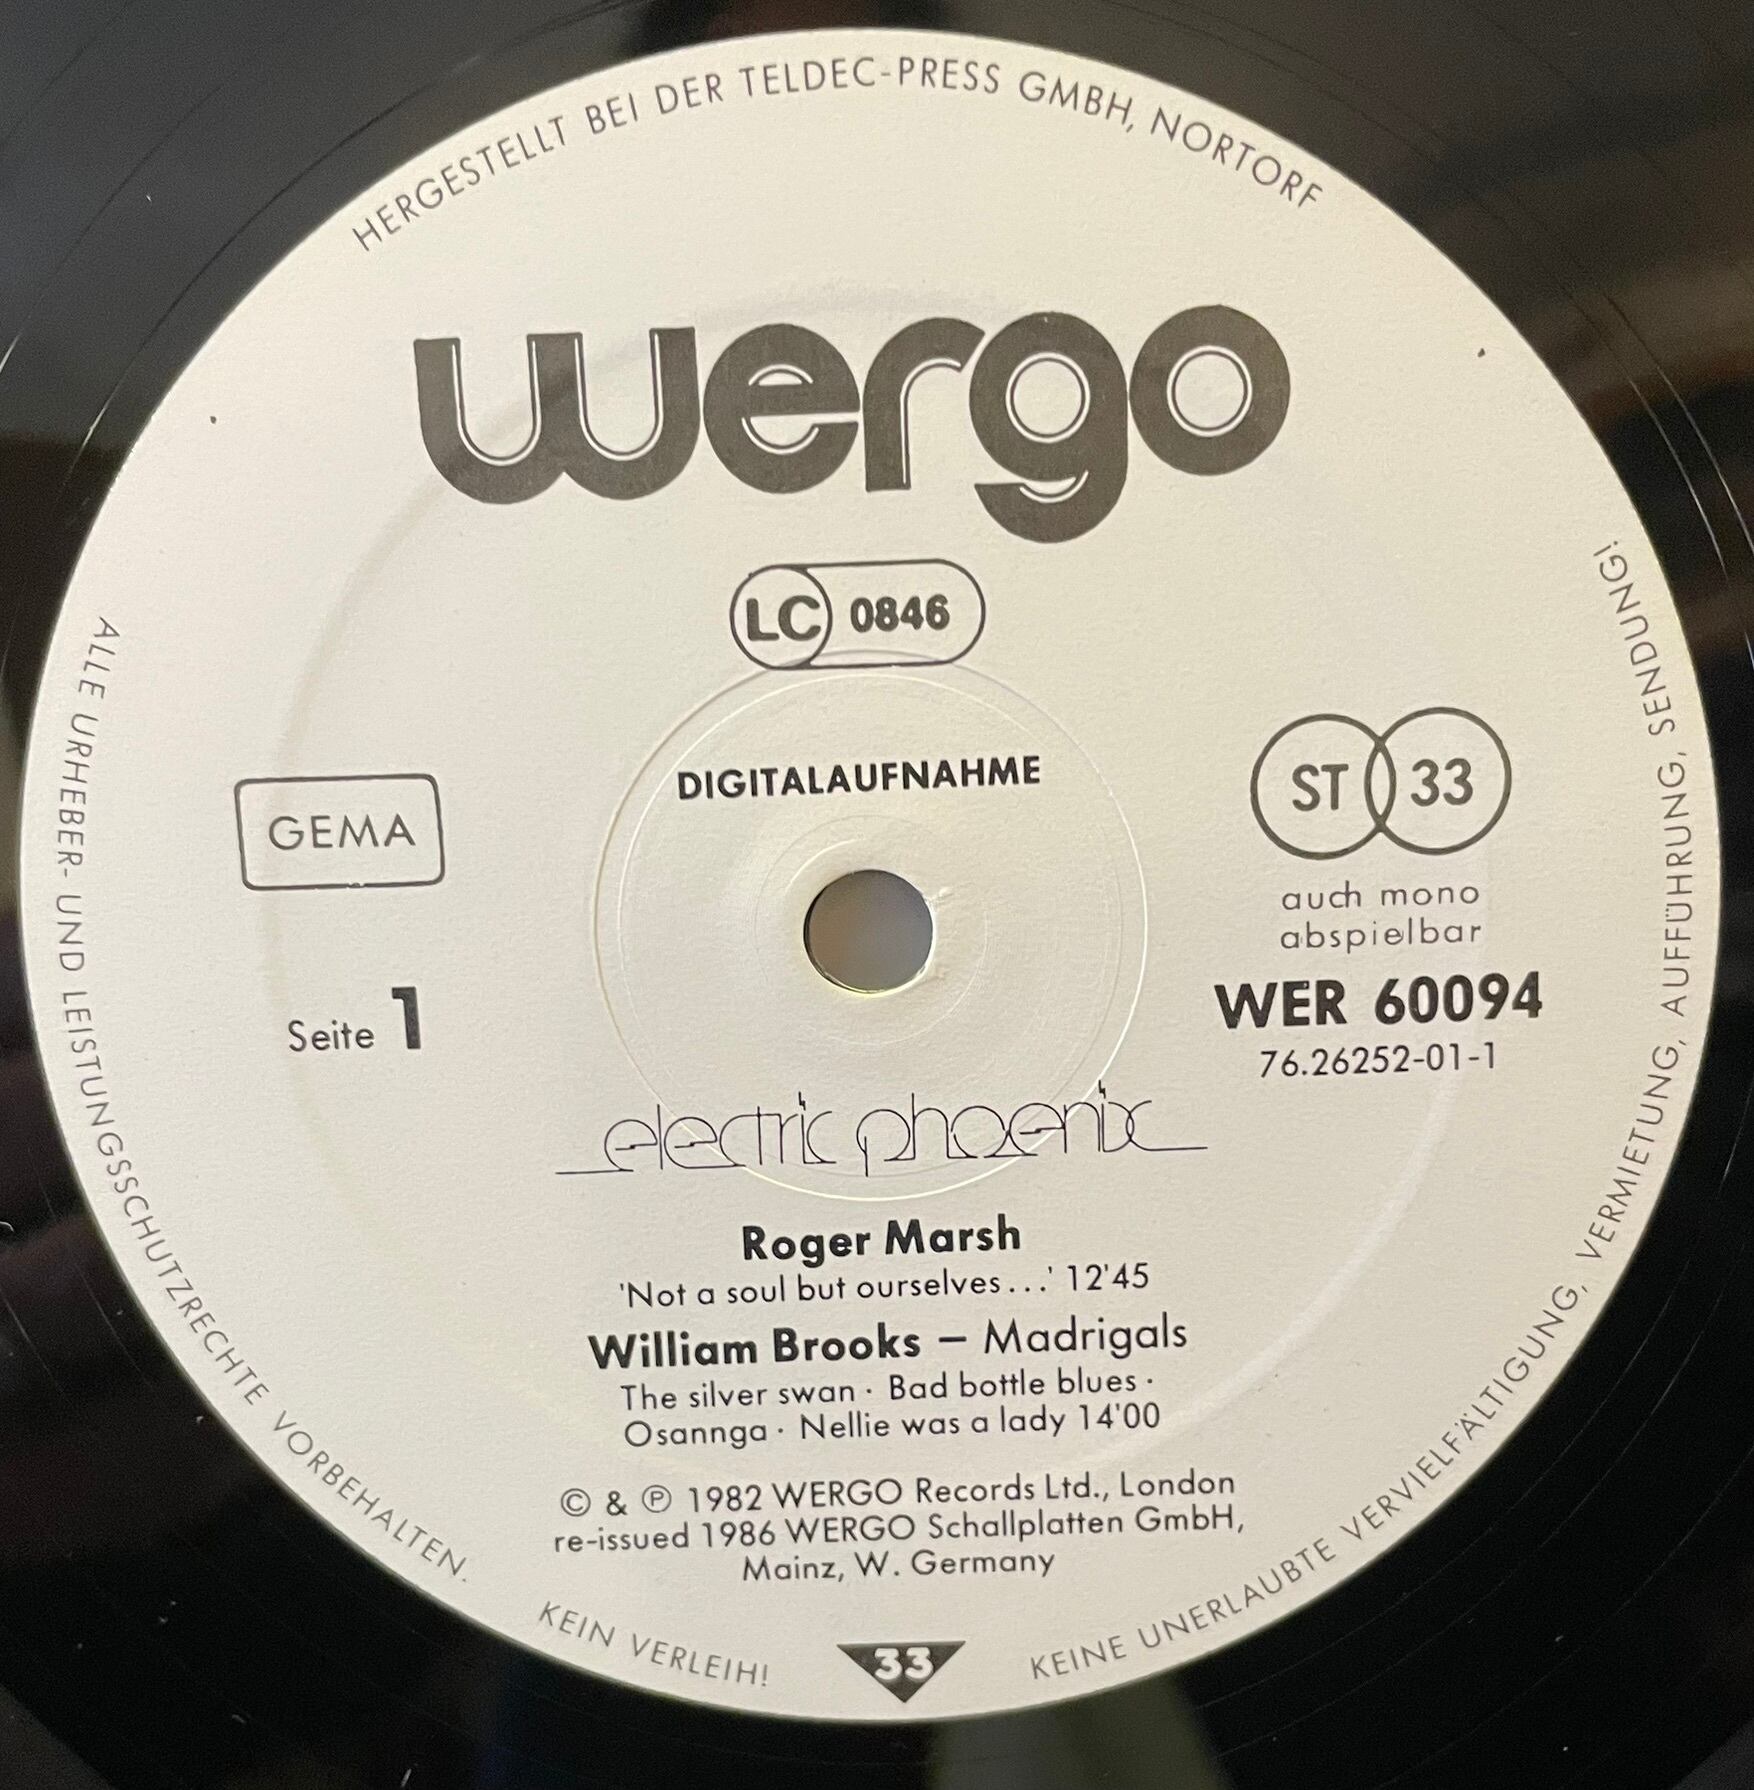 HERGESTELLT BEI DER TELDEC-PRESS GMBH, NORTORF
wergo
LC 0846
DIGITALAUFNAHME
GEMA
ST 33
auch mono
abspielbar
Seite 1
WER 60094
76.26252-01-1
electric phoenix
Roger Marsh
'Not a soul but ourselves...' 12'45
William Brooks – Madrigals
The silver swan · Bad bottle blues ·
Osannga · Nellie was a lady 14'00
© & ℗ 1982 WERGO Records Ltd., London
re-issued 1986 WERGO Schallplatten GmbH,
Mainz, W. Germany
33
ALLE URHEBER- UND LEISTUNGSSCHUTZRECHTE VORBEHALTEN.
KEIN VERLEIH!
KEINE UNERLAUBTE VERVIELFÄLTIGUNG, VERMIETUNG, AUFFÜHRUNG, SENDUNG!